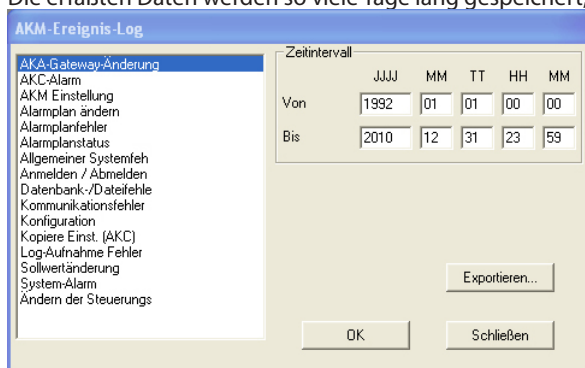 Die erfaßten Daten werden so viele Tage lang gespeichert,
AKM-Ereignis-Log
AKA-Gateway-Änderung
AKC-Alarm
AKM Einstellung
Alarmplan ändern
Alarmplanfehler
Alarmplanstatus
Allgemeiner Systemfeh
Anmelden / Abmelden
Datenbank-/Dateifehle
Kommunikationsfehler
Konfiguration
Kopiere Einst. (AKC)
Log-Aufnahme Fehler
Sollwertänderung
System-Alarm
Ändern der Steuerungs
Zeitintervall
JJJJ MM TT HH MM
Von 1992 01 01 00 00
Bis 2010 12 31 23 59
Exportieren...
OK Schließen